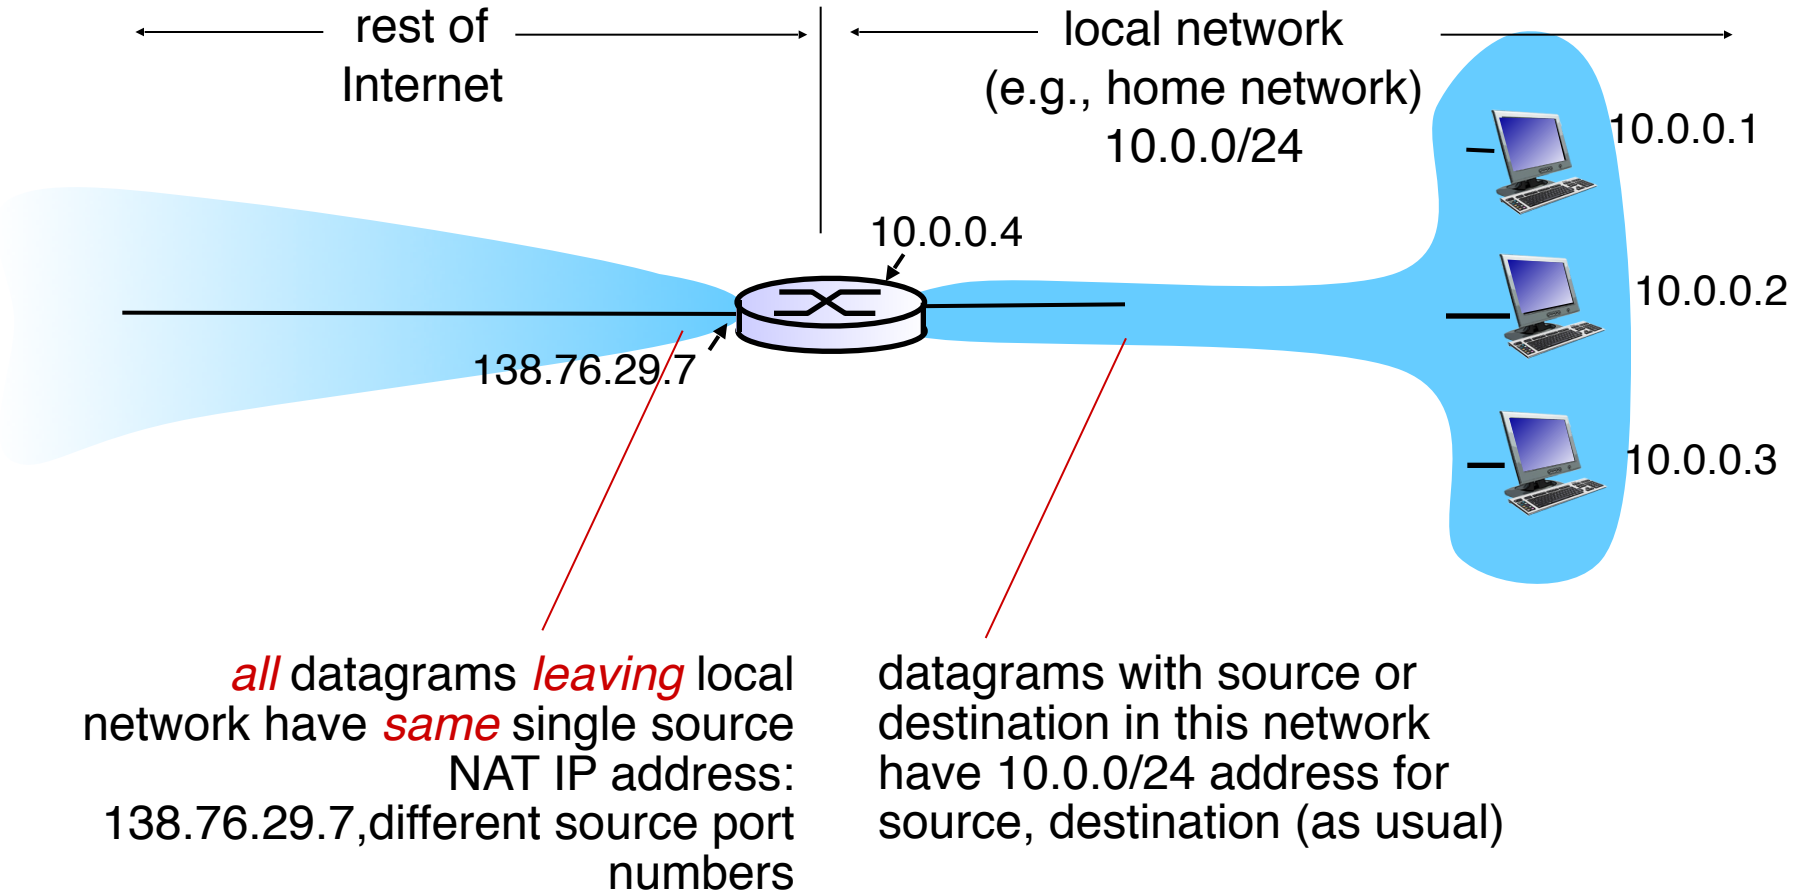 rest of
Internet
local network
(e.g., home network)
10.0.0/24
10.0.0.1
10.0.0.4
10.0.0.2
138.76.29.7
10.0.0.3
all datagrams leaving local
network have same single source
NAT IP address:
138.76.29.7,different source port
numbers
datagrams with source or
destination in this network
have 10.0.0/24 address for
source, destination (as usual)